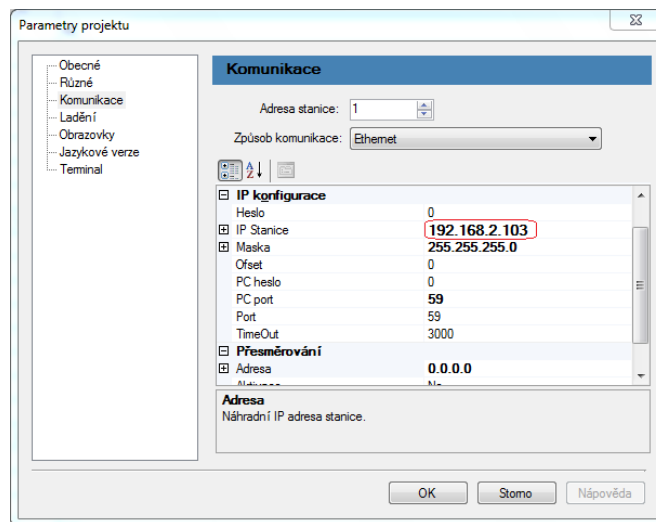 Parametry projektu
Obecné
Různé
Komunikace
Ladění
Obrazovky
Jazykové verze
Terminal
Komunikace
Adresa stanice: 1
Způsob komunikace: Ethernet
IP konfigurace
Heslo 0
IP Stanice 192.168.2.103
Maska 255.255.255.0
Ofset 0
PC heslo 0
PC port 59
Port 59
TimeOut 3000
Přesměrování
Adresa 0.0.0.0
Aktivace Ne
Adresa
Náhradní IP adresa stanice.
OK Storno Nápověda